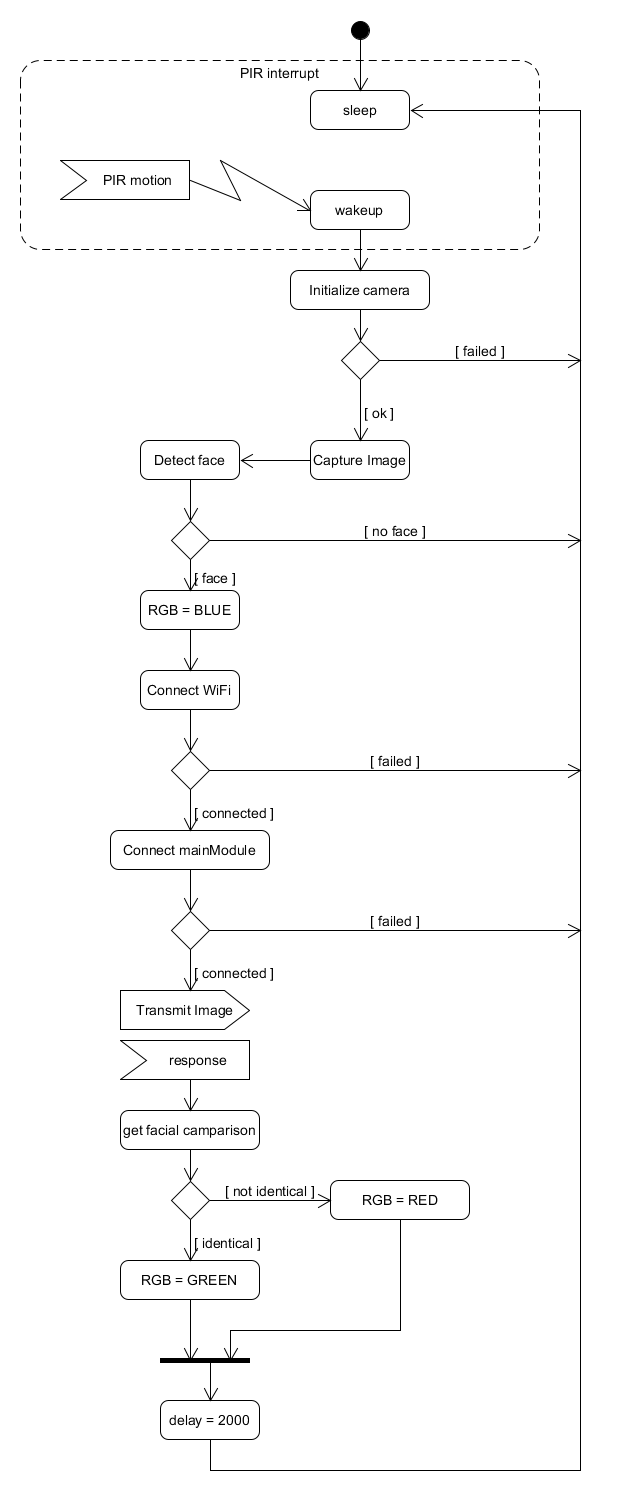 PIR interrupt
sleep
PIR motion
wakeup
Initialize camera
[ failed ]
[ ok ]
Detect face
Capture Image
[ no face ]
[ face ]
RGB = BLUE
Connect WiFi
[ failed ]
[ connected ]
Connect mainModule
[ failed ]
[ connected ]
Transmit Image
response
get facial camparison
[ not identical ]
RGB = RED
[ identical ]
RGB = GREEN
delay = 2000